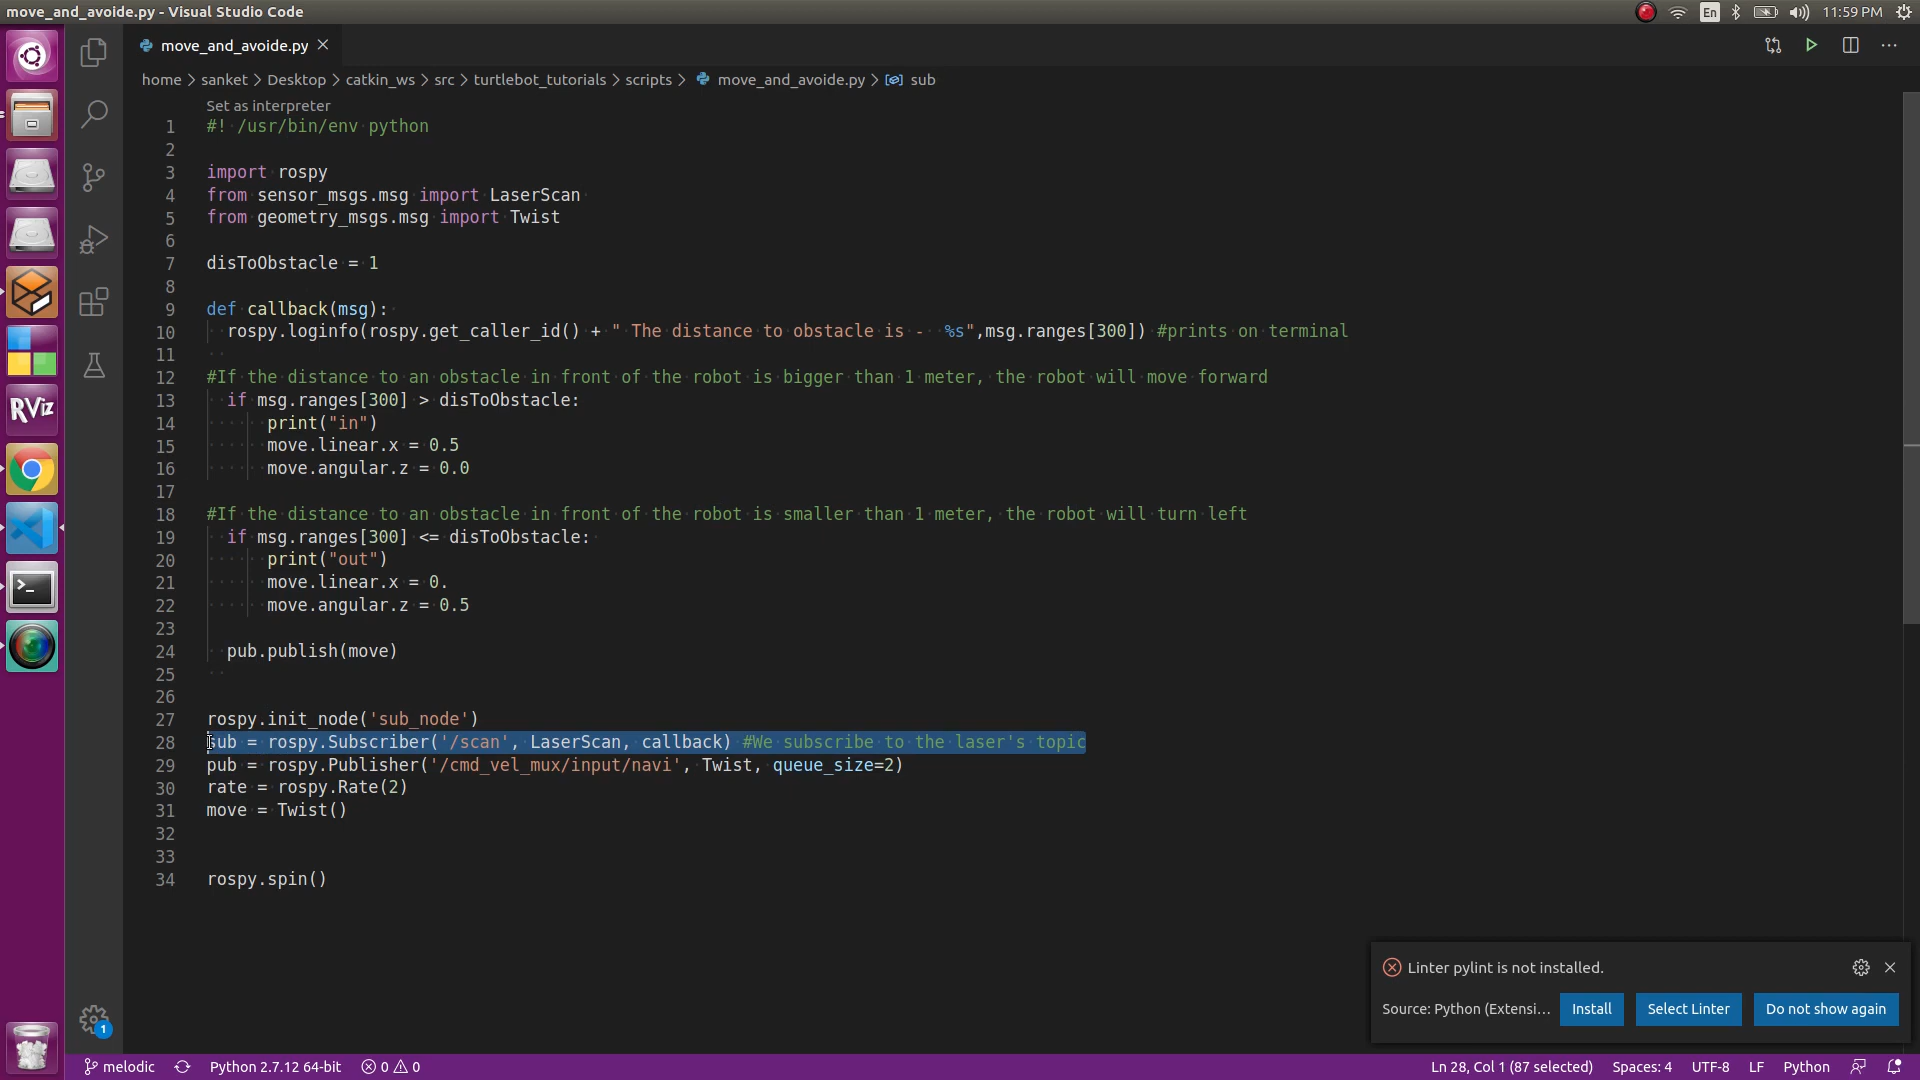 move_and_avoide.py - Visual Studio Code
En
11:59 PM
move_and_avoide.py
home > sanket > Desktop > catkin_ws > src > turtlebot_tutorials > scripts > move_and_avoide.py > sub
Set as interpreter
1 #! /usr/bin/env python
2
3 import rospy
4 from sensor_msgs.msg import LaserScan
5 from geometry_msgs.msg import Twist
6
7 disToObstacle = 1
8
9 def callback(msg):
10 rospy.loginfo(rospy.get_caller_id() + " The distance to obstacle is -  %s",msg.ranges[300]) #prints on terminal
11
12 #If the distance to an obstacle in front of the robot is bigger than 1 meter, the robot will move forward
13 if msg.ranges[300] > disToObstacle:
14 print("in")
15 move.linear.x = 0.5
16 move.angular.z = 0.0
17
18 #If the distance to an obstacle in front of the robot is smaller than 1 meter, the robot will turn left
19 if msg.ranges[300] <= disToObstacle:
20 print("out")
21 move.linear.x = 0.
22 move.angular.z = 0.5
23
24 pub.publish(move)
25
26
27 rospy.init_node('sub_node')
28 sub = rospy.Subscriber('/scan', LaserScan, callback) #We subscribe to the laser's topic
29 pub = rospy.Publisher('/cmd_vel_mux/input/navi', Twist, queue_size=2)
30 rate = rospy.Rate(2)
31 move = Twist()
32
33
34 rospy.spin()
RViz
1
Linter pylint is not installed.
Source: Python (Extensi... Install Select Linter Do not show again
melodic Python 2.7.12 64-bit 0 0 Ln 28, Col 1 (87 selected) Spaces: 4 UTF-8 LF Python